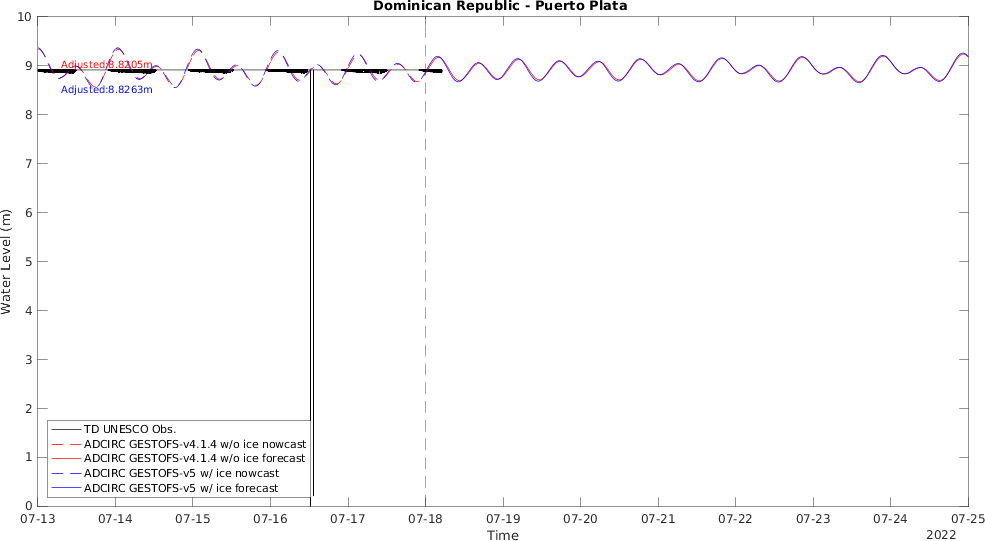 Dominican Republic - Puerto Plata
10
9
8
7
6
5
4
3
2
1
0
Water Level (m)
Adjusted:8.8205m
Adjusted:8.8263m
TD UNESCO Obs.
ADCIRC GESTOFS-v4.1.4 w/o ice nowcast
ADCIRC GESTOFS-v4.1.4 w/o ice forecast
ADCIRC GESTOFS-v5 w/ ice nowcast
ADCIRC GESTOFS-v5 w/ ice forecast
07-13 07-14 07-15 07-16 07-17 07-18 07-19 07-20 07-21 07-22 07-23 07-24 07-25
Time
2022